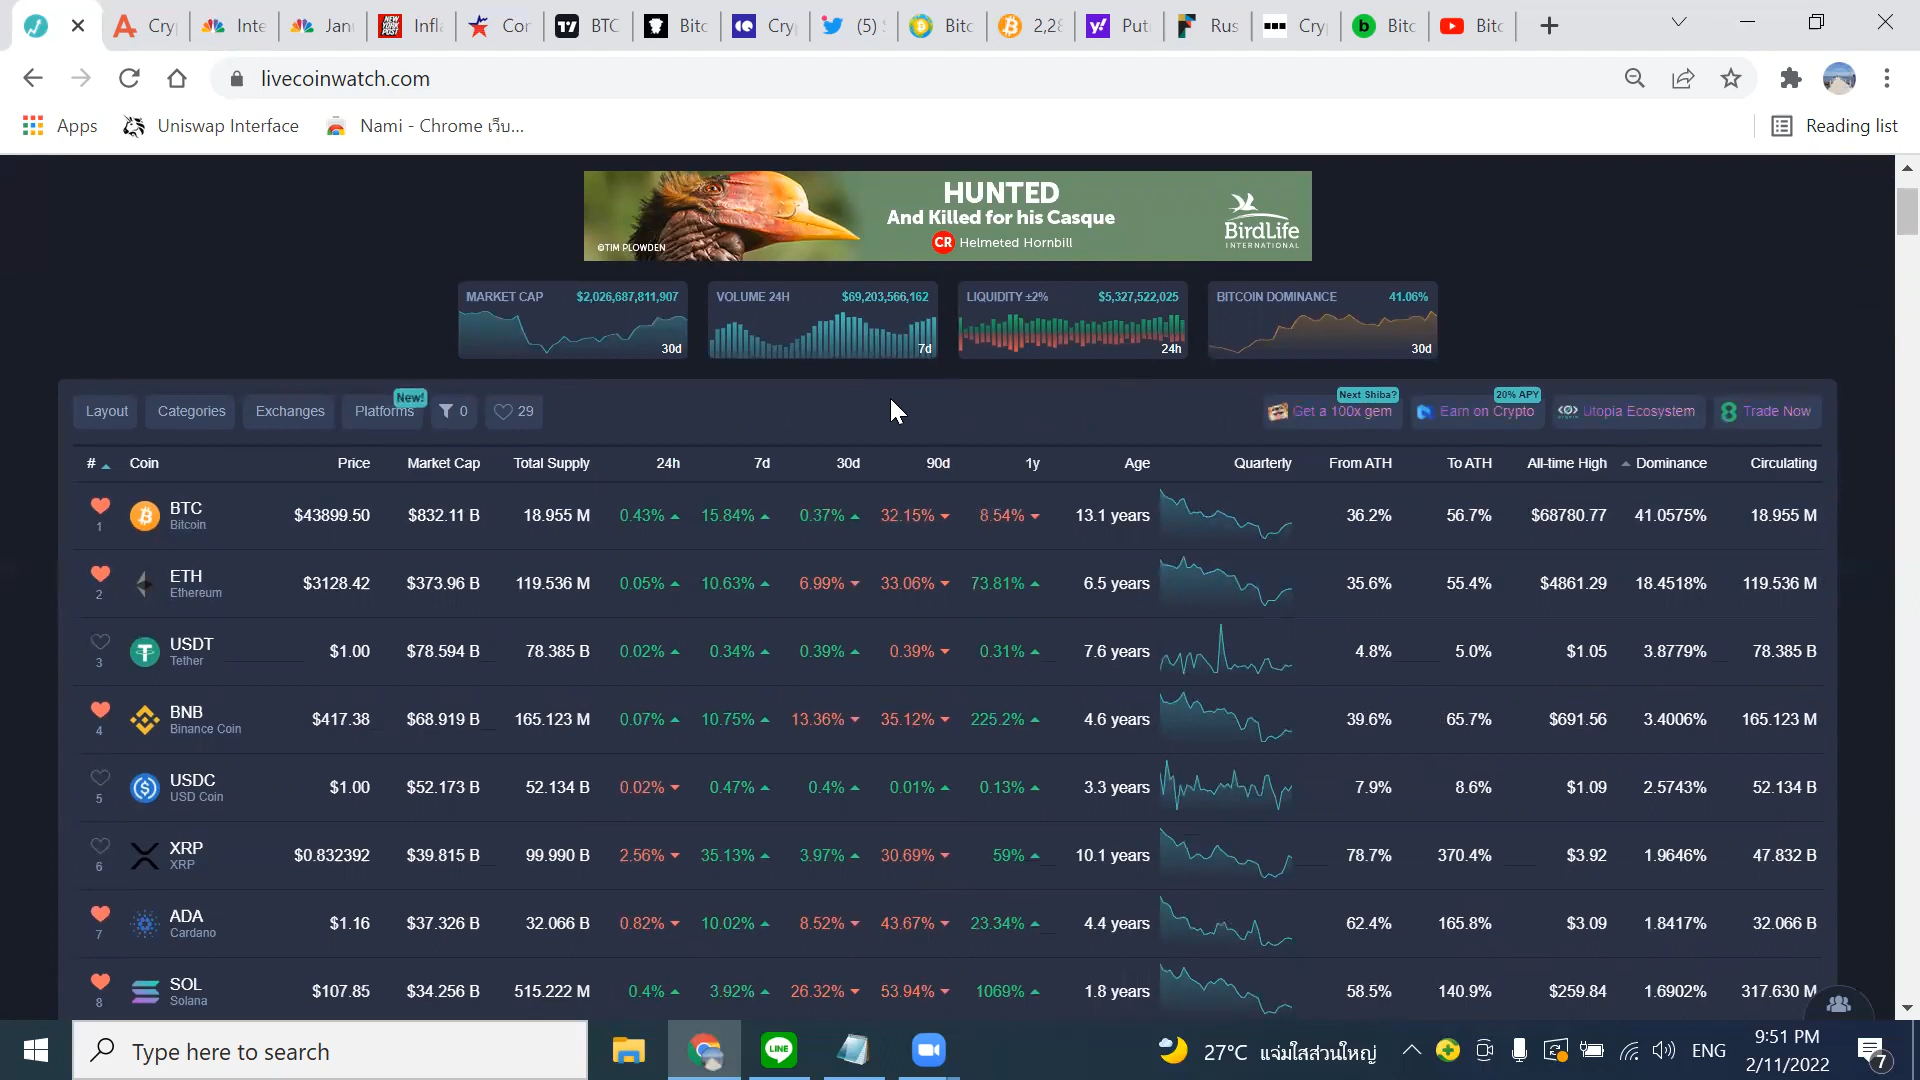 Cry
Inte
Jan
NEW YORK POST
Infla
Cor
BTC
Bitc
Cry
(5)
Bitc
2,28
Put
Rus
Cry
Bitc
Bitc
livecoinwatch.com
Apps
Uniswap Interface
Nami - Chrome เว็บ...
Reading list
HUNTED
And Killed for his Casque
CR Helmeted Hornbill
©TIM PLOWDEN
BirdLife
INTERNATIONAL
MARKET CAP $2,026,687,811,907
30d
VOLUME 24H $69,203,566,162
7d
LIQUIDITY ±2% $5,327,522,025
24h
BITCOIN DOMINANCE 41.06%
30d
Layout
Categories
Exchanges
Platforms
New!
0
29
Next Shiba?
Get a 100x gem
20% APY
Earn on Crypto
Utopia Ecosystem
Trade Now
# Coin Price Market Cap Total Supply 24h 7d 30d 90d 1y Age Quarterly From ATH To ATH All-time High Dominance Circulating
1 BTC Bitcoin $43899.50 $832.11 B 18.955 M 0.43% 15.84% 0.37% 32.15% 8.54% 13.1 years 36.2% 56.7% $68780.77 41.0575% 18.955 M
2 ETH Ethereum $3128.42 $373.96 B 119.536 M 0.05% 10.63% 6.99% 33.06% 73.81% 6.5 years 35.6% 55.4% $4861.29 18.4518% 119.536 M
3 USDT Tether $1.00 $78.594 B 78.385 B 0.02% 0.34% 0.39% 0.39% 0.31% 7.6 years 4.8% 5.0% $1.05 3.8779% 78.385 B
4 BNB Binance Coin $417.38 $68.919 B 165.123 M 0.07% 10.75% 13.36% 35.12% 225.2% 4.6 years 39.6% 65.7% $691.56 3.4006% 165.123 M
5 USDC USD Coin $1.00 $52.173 B 52.134 B 0.02% 0.47% 0.4% 0.01% 0.13% 3.3 years 7.9% 8.6% $1.09 2.5743% 52.134 B
6 XRP XRP $0.832392 $39.815 B 99.990 B 2.56% 35.13% 3.97% 30.69% 59% 10.1 years 78.7% 370.4% $3.92 1.9646% 47.832 B
7 ADA Cardano $1.16 $37.326 B 32.066 B 0.82% 10.02% 8.52% 43.67% 23.34% 4.4 years 62.4% 165.8% $3.09 1.8417% 32.066 B
8 SOL Solana $107.85 $34.256 B 515.222 M 0.4% 3.92% 26.32% 53.94% 1069% 1.8 years 58.5% 140.9% $259.84 1.6902% 317.630 M
Type here to search
LINE
27°C แจ่มใสส่วนใหญ่
ENG
9:51 PM
2/11/2022
7